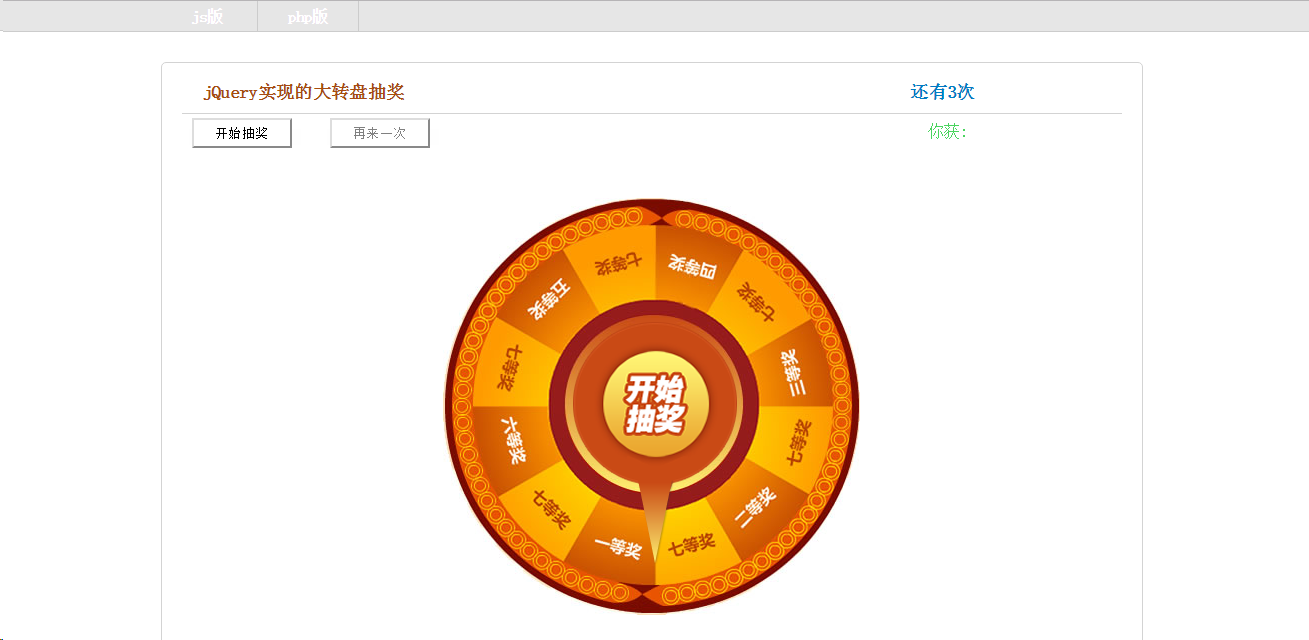 js版
php版
jQuery实现的大转盘抽奖
还有3次
开始抽奖
再来一次
你获:
七等奖
四等奖
五等奖
七等奖
七等奖
三等奖
开始
抽奖
六等奖
七等奖
七等奖
二等奖
一等奖
七等奖